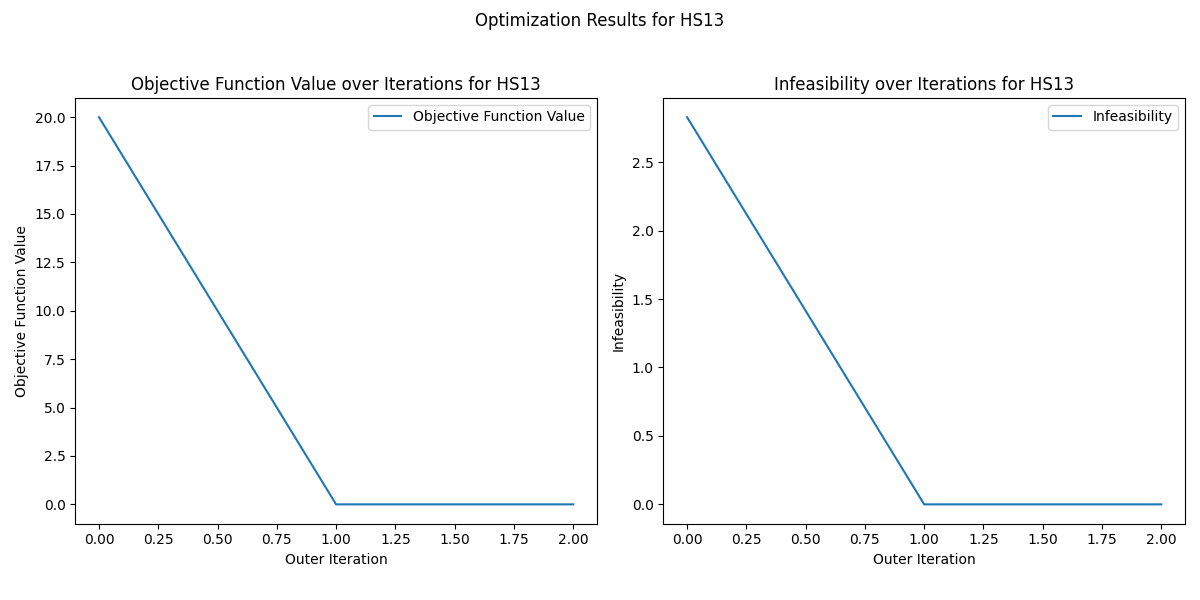 Optimization Results for HS13
Objective Function Value over Iterations for HS13
Objective Function Value
20.0
17.5
15.0
12.5
10.0
7.5
5.0
2.5
0.0
Objective Function Value
0.00 0.25 0.50 0.75 1.00 1.25 1.50 1.75 2.00
Outer Iteration
Infeasibility over Iterations for HS13
Infeasibility
2.5
2.0
1.5
1.0
0.5
0.0
Infeasibility
0.00 0.25 0.50 0.75 1.00 1.25 1.50 1.75 2.00
Outer Iteration